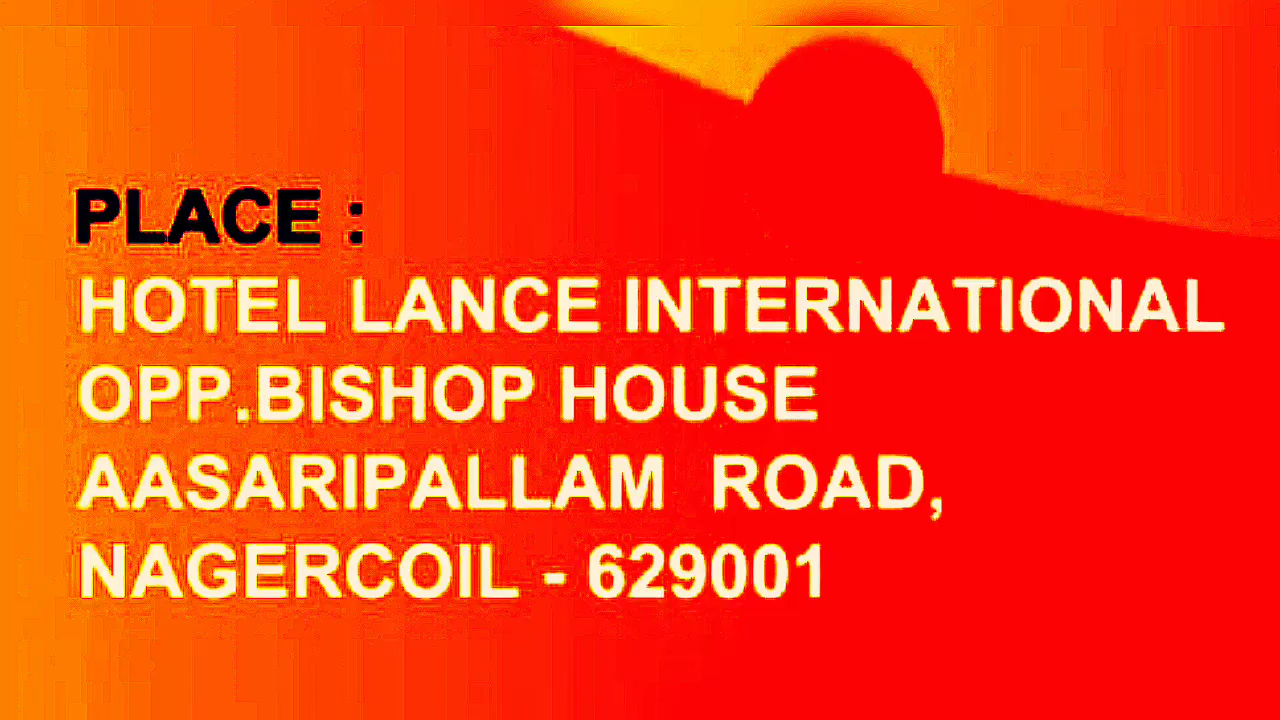 PLACE :
HOTEL LANCE INTERNATIONAL
OPP.BISHOP HOUSE
AASARIPALLAM ROAD,
NAGERCOIL - 629001